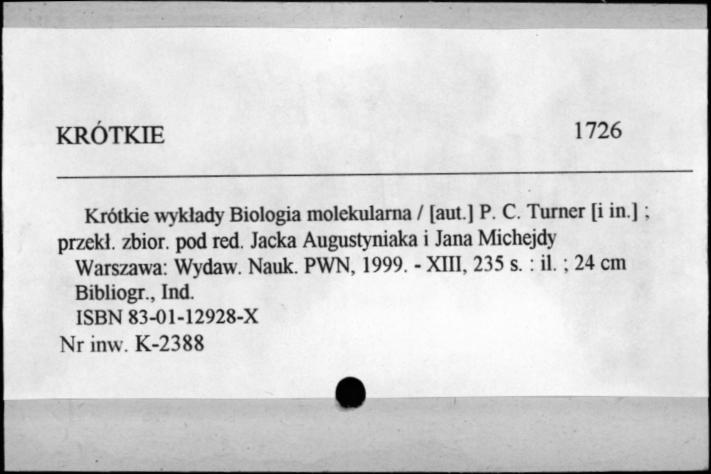 KRÓTKIE 1726
Krótkie wykłady Biologia molekularna / [aut.] P. C. Turner [i in.] ;
przekł. zbior. pod red. Jacka Augustyniaka i Jana Michejdy
Warszawa: Wydaw. Nauk. PWN, 1999. - XIII, 235 s. : il. ; 24 cm
Bibliogr., Ind.
ISBN 83-01-12928-X
Nr inw. K-2388